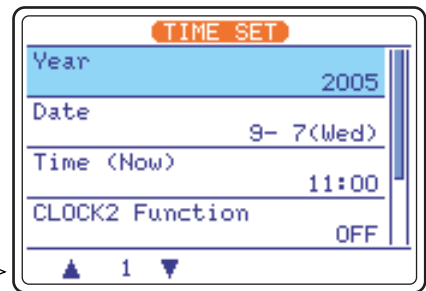 TIME SET
Year
2005
Date
9- 7(Wed)
Time (Now)
11:00
CLOCK2 Function
OFF
▲ 1 ▼